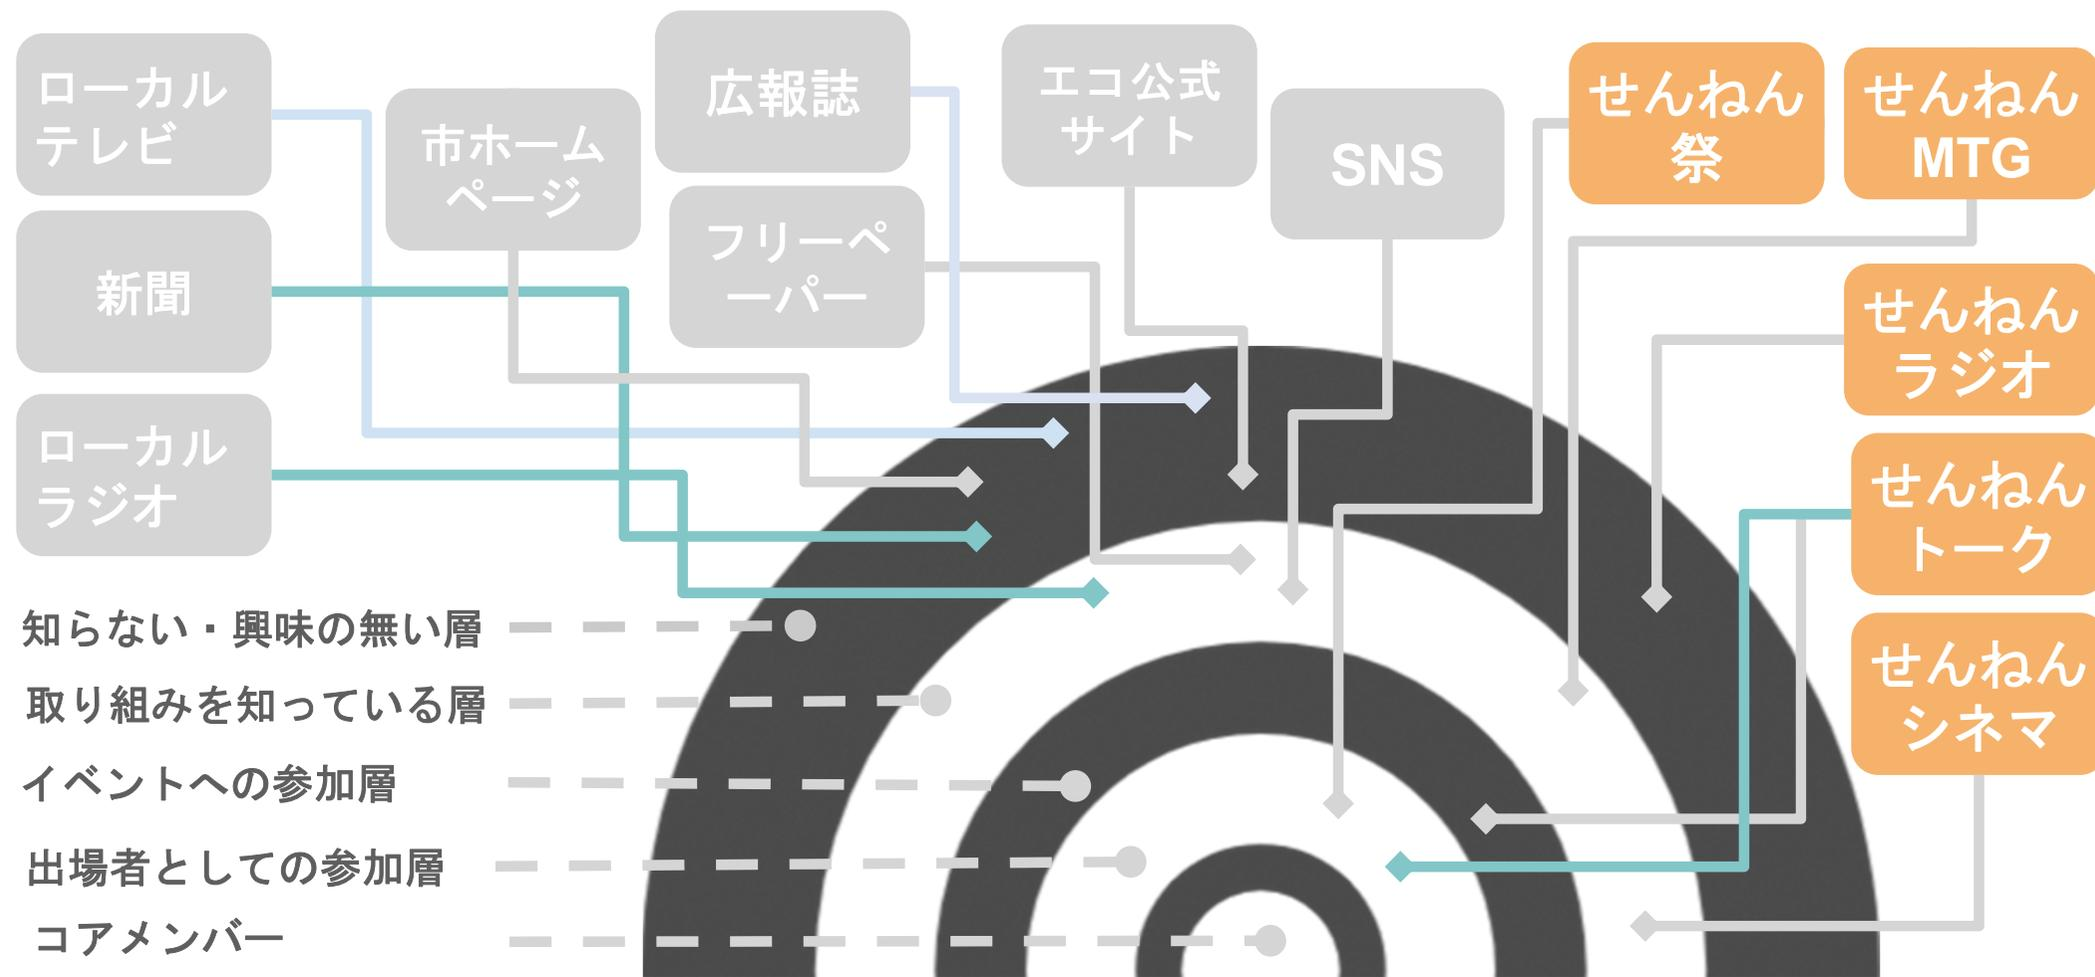 ローカル
テレビ
市ホーム
ページ
広報誌
エコ公式
サイト
SNS
せんねん
祭
せんねん
MTG
新聞
フリーペ
ーパー
せんねん
ラジオ
ローカル
ラジオ
せんねん
トーク
せんねん
シネマ
知らない・興味の無い層
取り組みを知っている層
イベントへの参加層
出場者としての参加層
コアメンバー